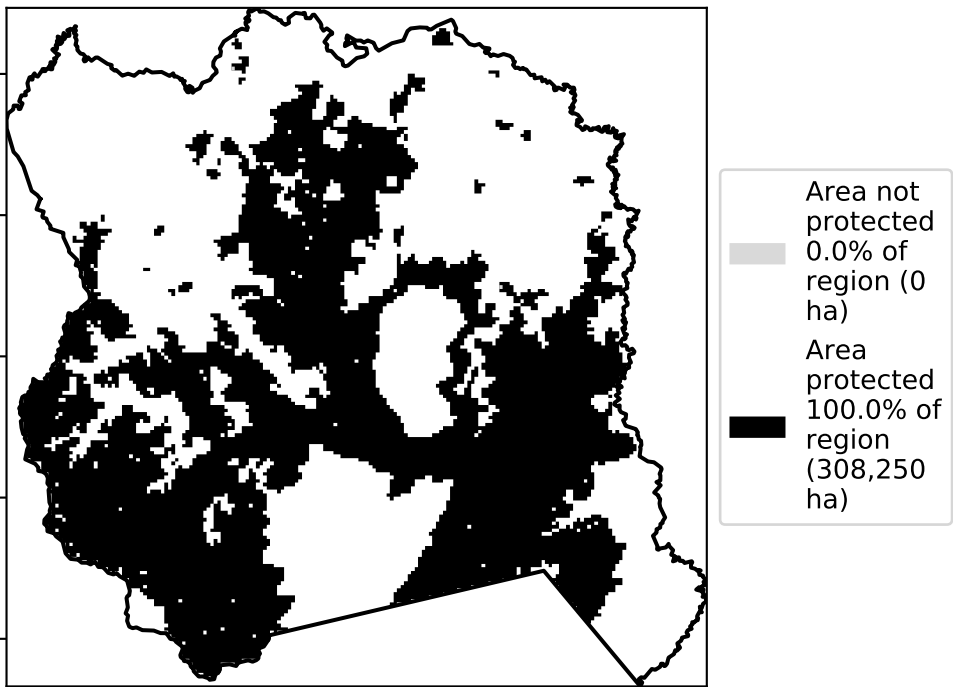 Area not
protected
0.0% of
region (0
ha)
Area
protected
100.0% of
region
(308,250
ha)